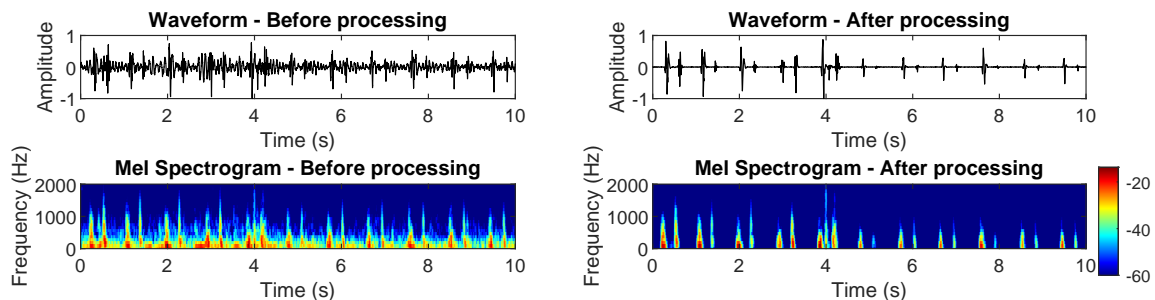 Waveform - Before processing
Amplitude
1
0
-1
0 2 4 6 8 10
Time (s)
Waveform - After processing
Amplitude
1
0
-1
0 2 4 6 8 10
Time (s)
Mel Spectrogram - Before processing
Frequency (Hz)
2000
1000
0
0 2 4 6 8 10
Time (s)
Mel Spectrogram - After processing
Frequency (Hz)
2000
1000
0
0 2 4 6 8 10
Time (s)
-20
-40
-60